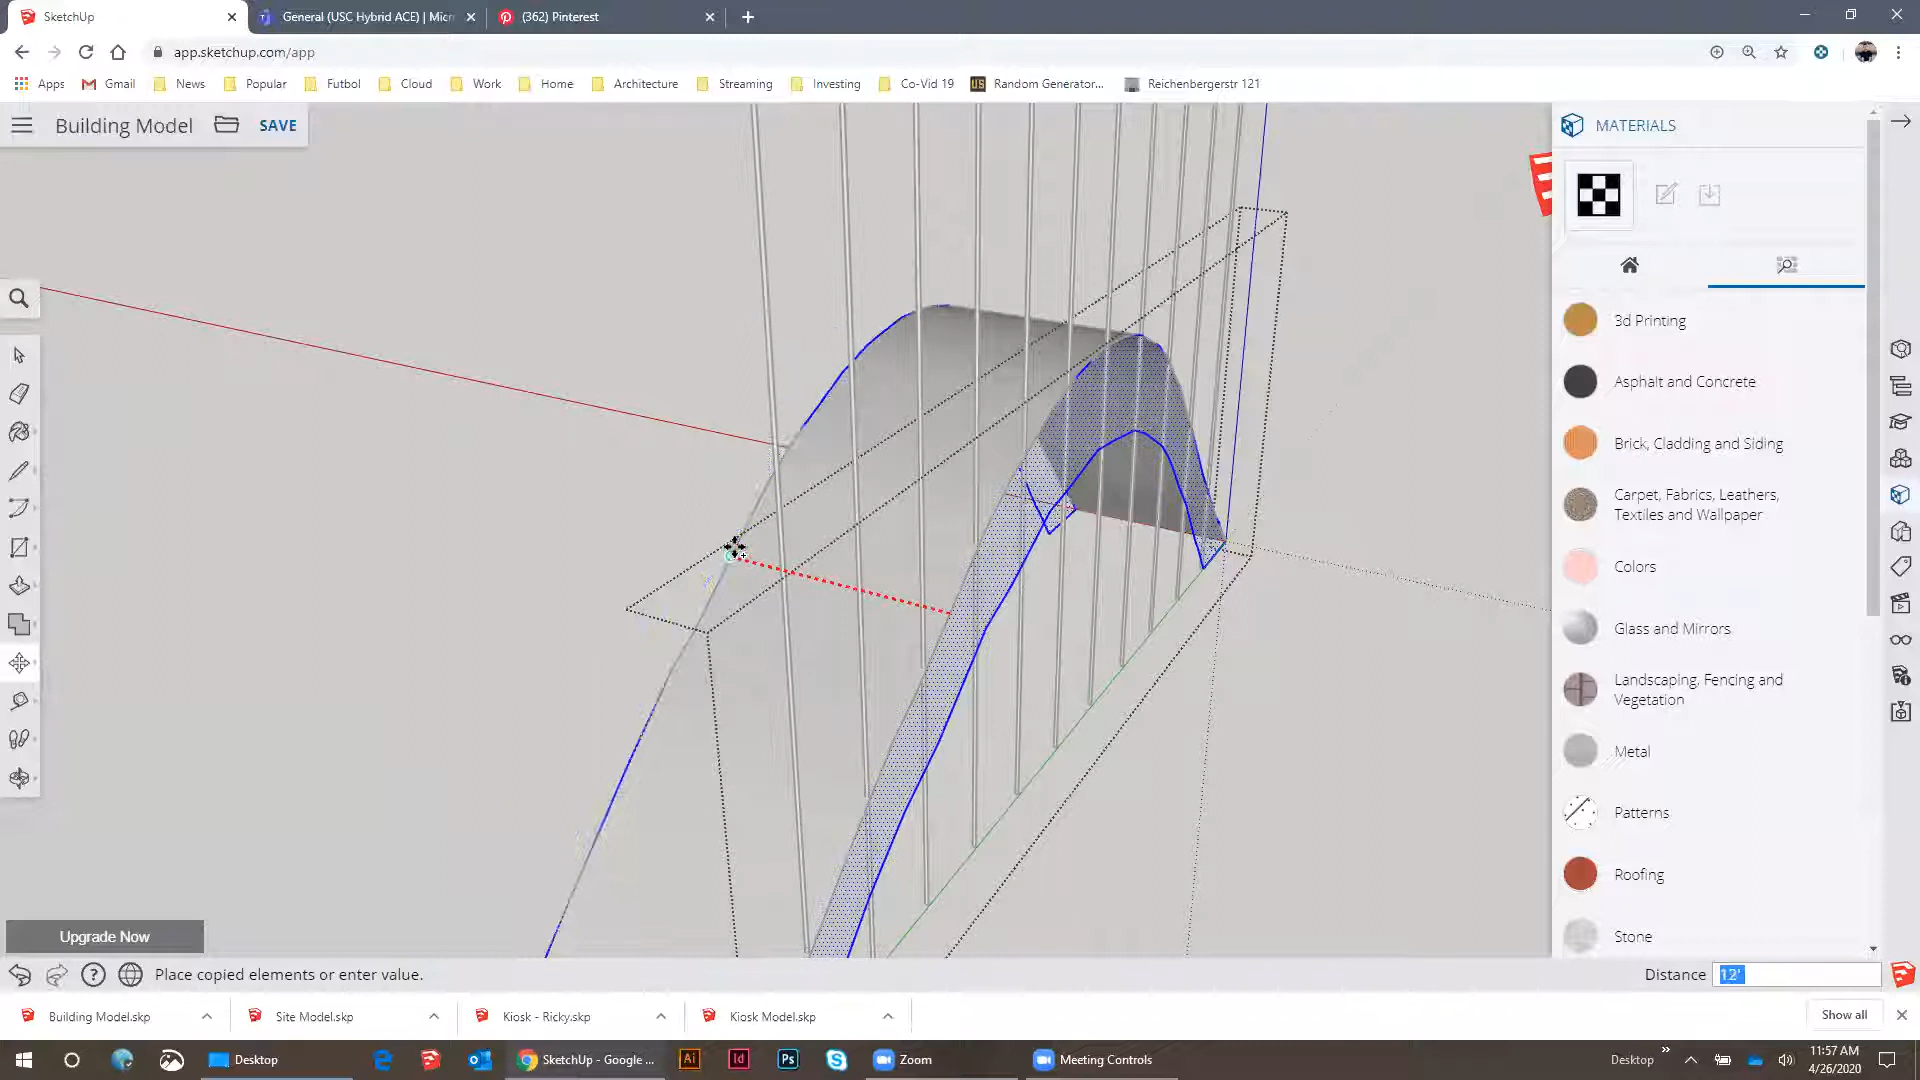 SketchUp
General (USC Hybrid ACE) | Micr
(362) Pinterest
app.sketchup.com/app
Apps
Gmail
News
Popular
Futbol
Cloud
Work
Home
Architecture
Streaming
Investing
Co-Vid 19
US
Random Generator...
Reichenbergerstr 121
Building Model
SAVE
MATERIALS
3d Printing
Asphalt and Concrete
Brick, Cladding and Siding
Carpet, Fabrics, Leathers,
Textiles and Wallpaper
Colors
Glass and Mirrors
Landscaping, Fencing and
Vegetation
Metal
Patterns
Roofing
Stone
Upgrade Now
Place copied elements or enter value.
Distance
12'
Building Model.skp
Site Model.skp
Kiosk - Ricky.skp
Kiosk Model.skp
Show all
Desktop
SketchUp - Google ...
Ai
Id
Ps
Zoom
Meeting Controls
Desktop
11:57 AM
4/26/2020